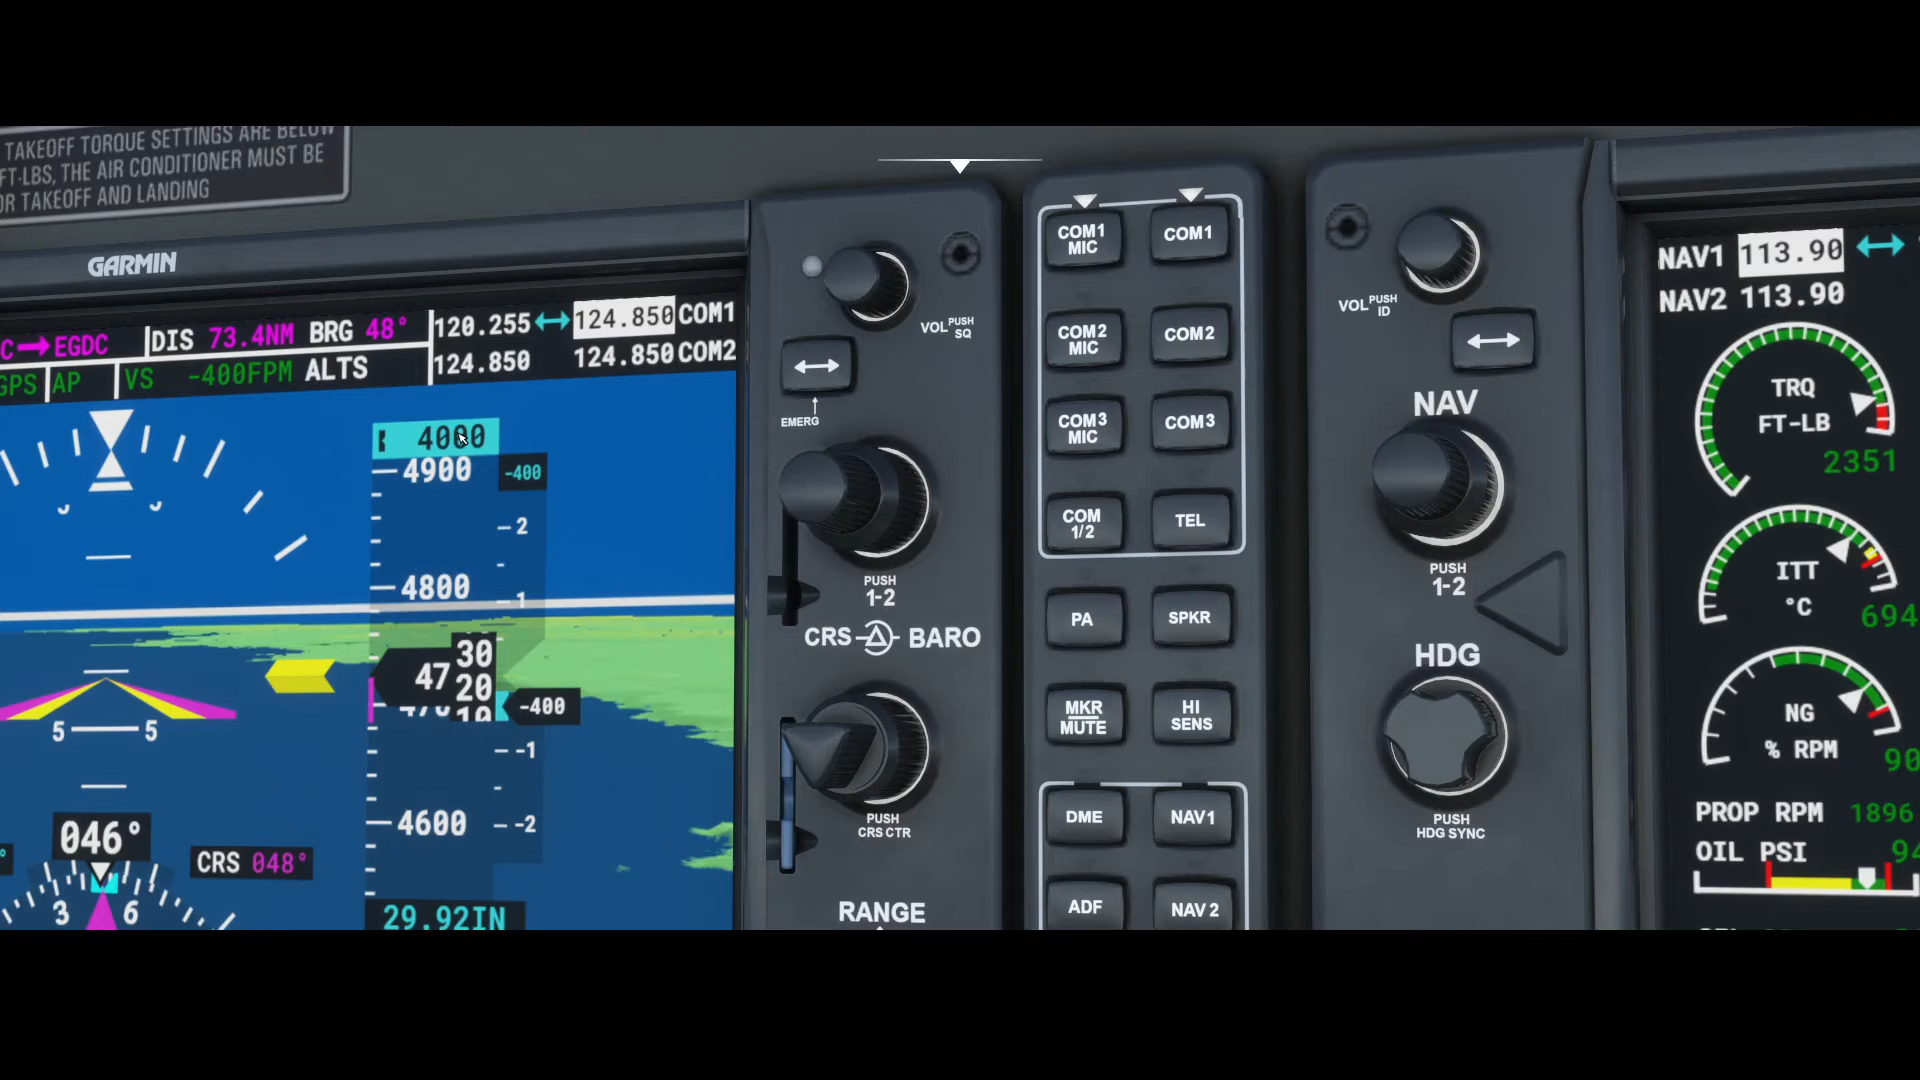 TAKEOFF TORQUE SETTINGS ARE BELOW
FT-LBS, THE AIR CONDITIONER MUST BE
OR TAKEOFF AND LANDING
GARMIN
C EGDC
DIS 73.4NM BRG 48°
120.255 124.850 COM1
124.850 124.850 COM2
GPS AP VS -400FPM ALTS
4000
4900
-400
2
4800
1
47
30
20
10
-400
5 5
-1
4600
-2
046°
CRS 048°
3 6
29.92IN
VOL PUSH SQ
EMERG
PUSH
1-2
CRS BARO
PUSH
CRS CTR
RANGE
COM1 MIC
COM1
COM2 MIC
COM2
COM3 MIC
COM3
COM 1/2
TEL
PA
SPKR
MKR MUTE
HI SENS
DME
NAV1
ADF
NAV 2
VOL PUSH ID
NAV
PUSH
1-2
HDG
PUSH
HDG SYNC
NAV1 113.90
NAV2 113.90
TRQ
FT-LB
2351
ITT
°C
694
NG
% RPM
90
PROP RPM 1896
OIL PSI 94